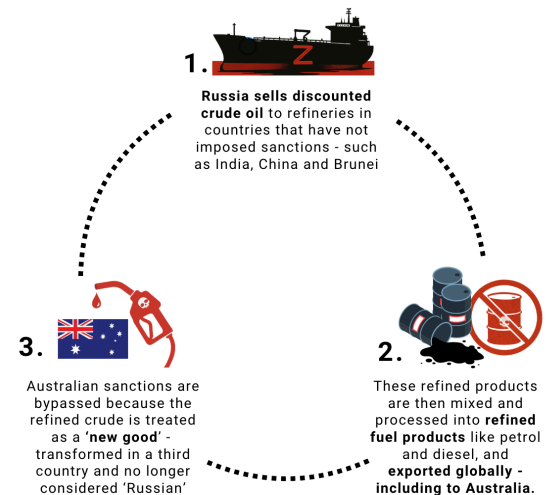 Z
1.
Russia sells discounted
crude oil to refineries in
countries that have not
imposed sanctions - such
as India, China and Brunei
2.
These refined products
are then mixed and
processed into refined
fuel products like petrol
and diesel, and
exported globally -
including to Australia.
3.
Australian sanctions are
bypassed because the
refined crude is treated
as a ‘new good’ -
transformed in a third
country and no longer
considered ‘Russian’